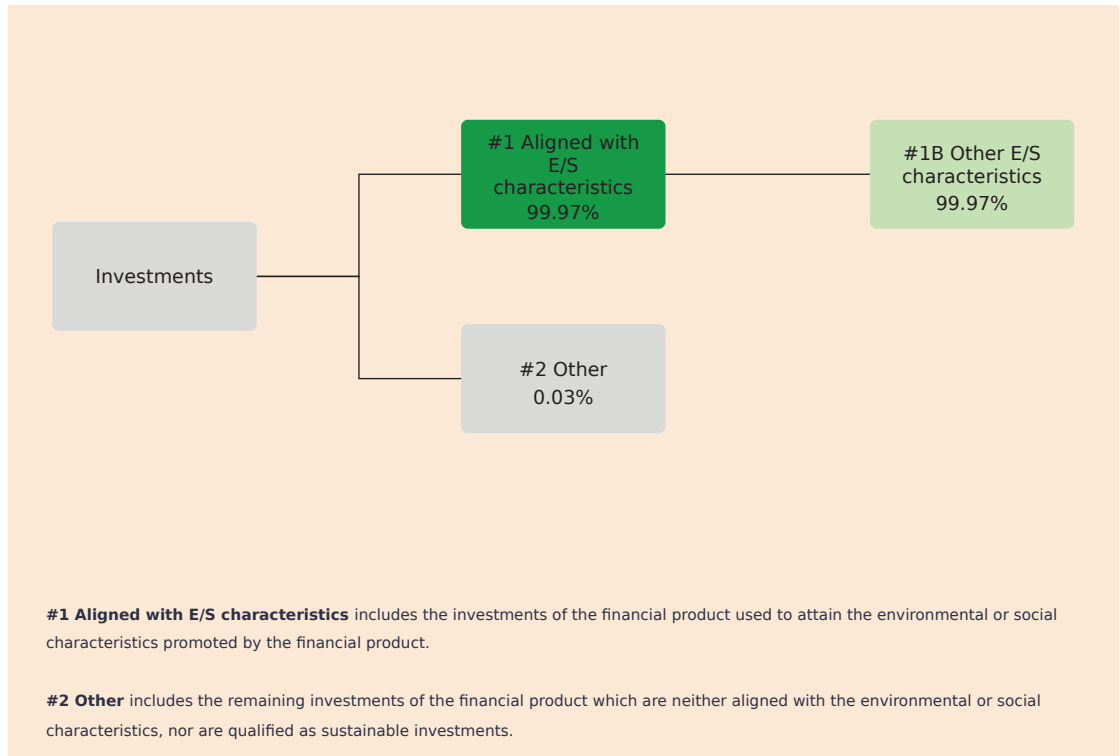 #1 Aligned with
E/S
characteristics
99.97%
#1B Other E/S
characteristics
99.97%
Investments
#2 Other
0.03%
#1 Aligned with E/S characteristics includes the investments of the financial product used to attain the environmental or social
characteristics promoted by the financial product.
#2 Other includes the remaining investments of the financial product which are neither aligned with the environmental or social
characteristics, nor are qualified as sustainable investments.